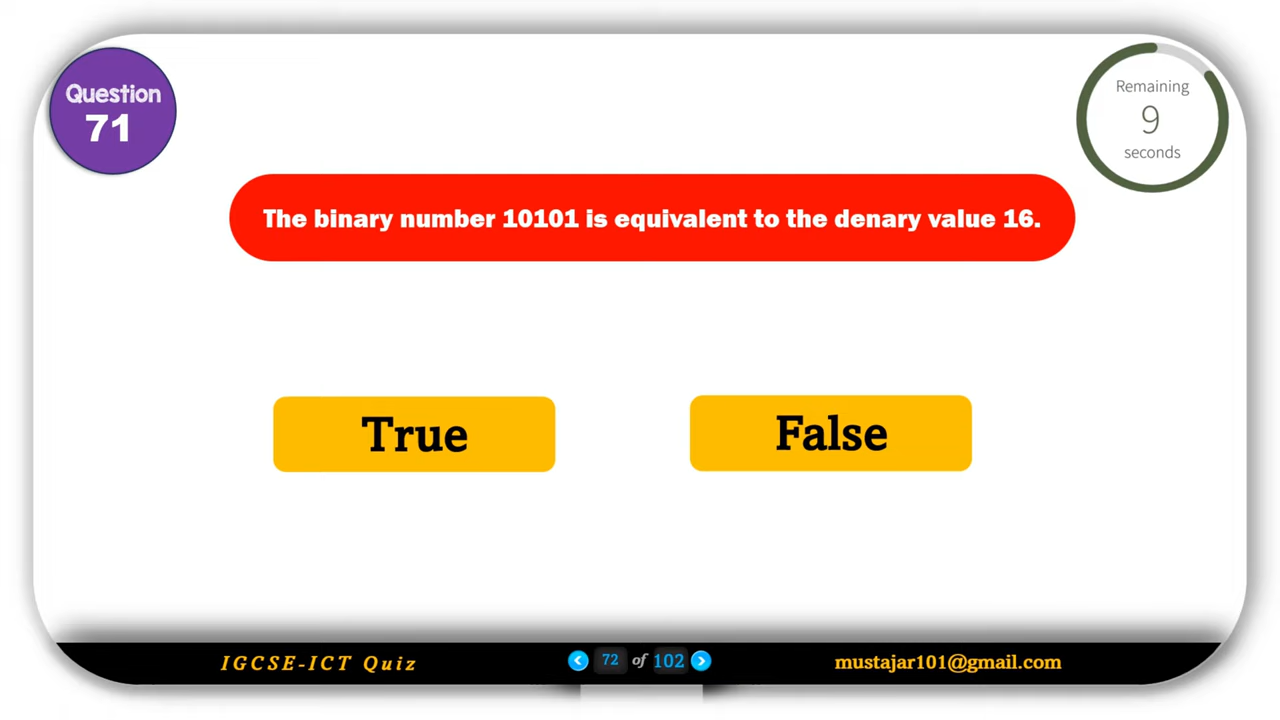 Question
71
Remaining
9
seconds
The binary number 10101 is equivalent to the denary value 16.
True
False
IGCSE-ICT Quiz
72 of 102
mustajar101@gmail.com